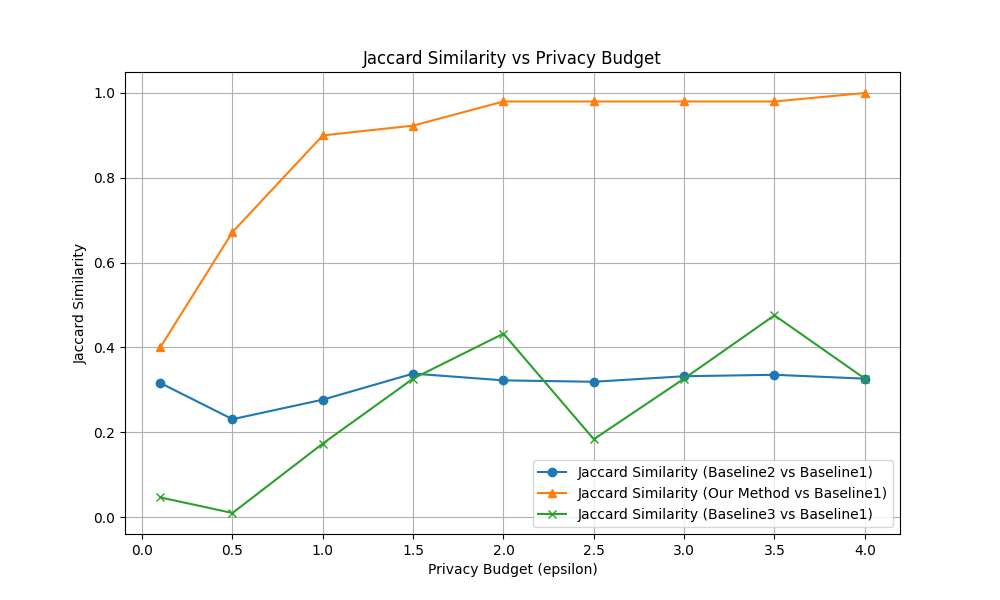 Jaccard Similarity vs Privacy Budget
Jaccard Similarity
1.0
0.8
0.6
0.4
0.2
0.0
Jaccard Similarity (Baseline2 vs Baseline1)
Jaccard Similarity (Our Method vs Baseline1)
Jaccard Similarity (Baseline3 vs Baseline1)
0.0 0.5 1.0 1.5 2.0 2.5 3.0 3.5 4.0
Privacy Budget (epsilon)